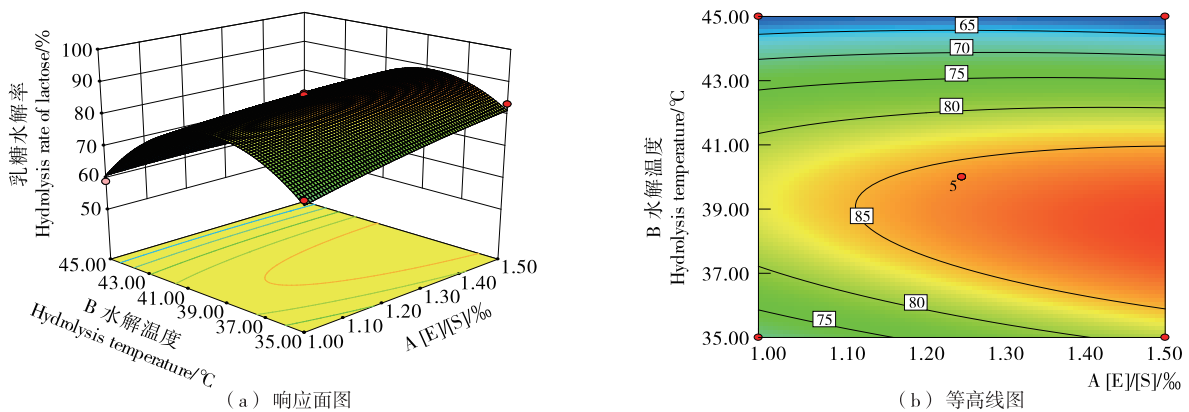 乳糖水解率
Hydrolysis rate of lactose/%
100
90
80
70
60
50
45.00
43.00
41.00
39.00
37.00
35.00
B 水解温度
Hydrolysis temperature/℃
1.00
1.10
1.20
1.30
1.40
1.50
A [E]/[S]/‰
(a) 响应面图
B 水解温度
Hydrolysis temperature/℃
45.00
43.00
41.00
39.00
37.00
35.00
65
70
75
80
85
5
80
75
1.00 1.10 1.20 1.30 1.40 1.50
A [E]/[S]/‰
(b) 等高线图